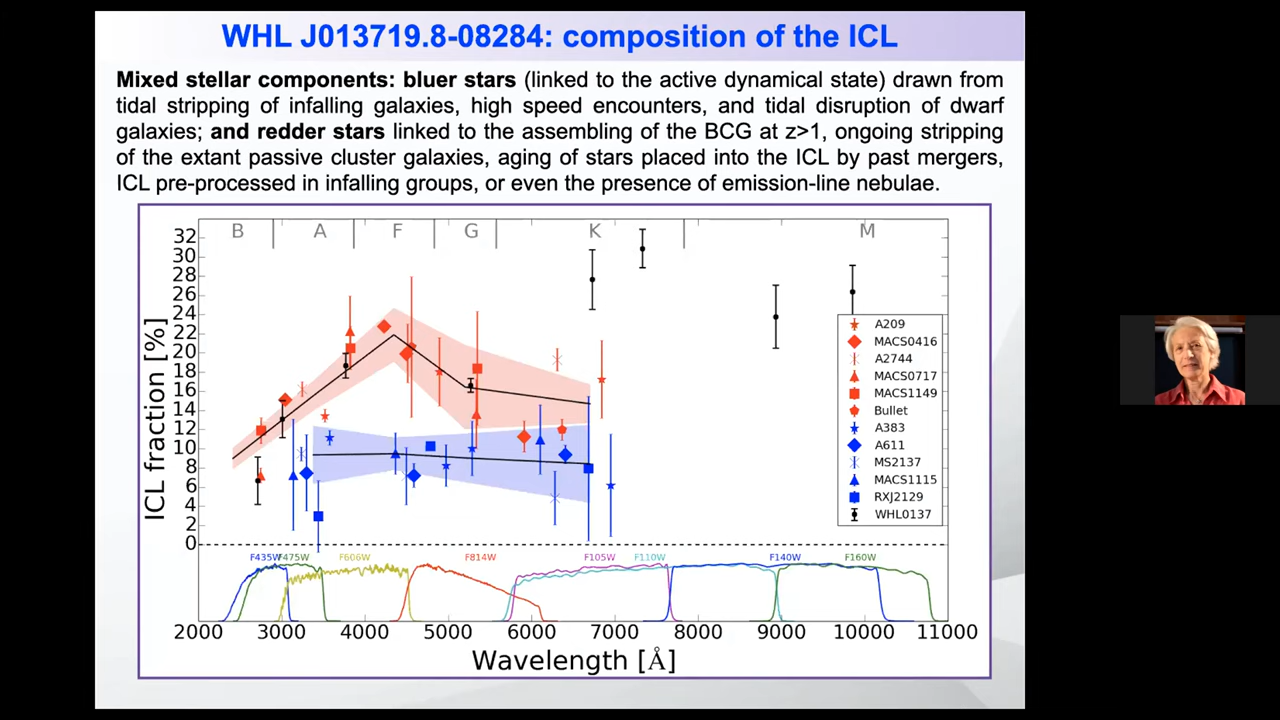 WHL J013719.8-08284: composition of the ICL
Mixed stellar components: bluer stars (linked to the active dynamical state) drawn from
tidal stripping of infalling galaxies, high speed encounters, and tidal disruption of dwarf
galaxies; and redder stars linked to the assembling of the BCG at z>1, ongoing stripping
of the extant passive cluster galaxies, aging of stars placed into the ICL by past mergers,
ICL pre-processed in infalling groups, or even the presence of emission-line nebulae.
B A F G K M
32
30
28
26
24
22
20
18
16
14
12
10
8
6
4
2
0
ICL fraction [%]
A209
MACS0416
A2744
MACS0717
MACS1149
Bullet
A383
A611
MS2137
MACS1115
RXJ2129
WHL0137
F435W F475W F606W F814W F105W F110W F140W F160W
2000 3000 4000 5000 6000 7000 8000 9000 10000 11000
Wavelength [Å]